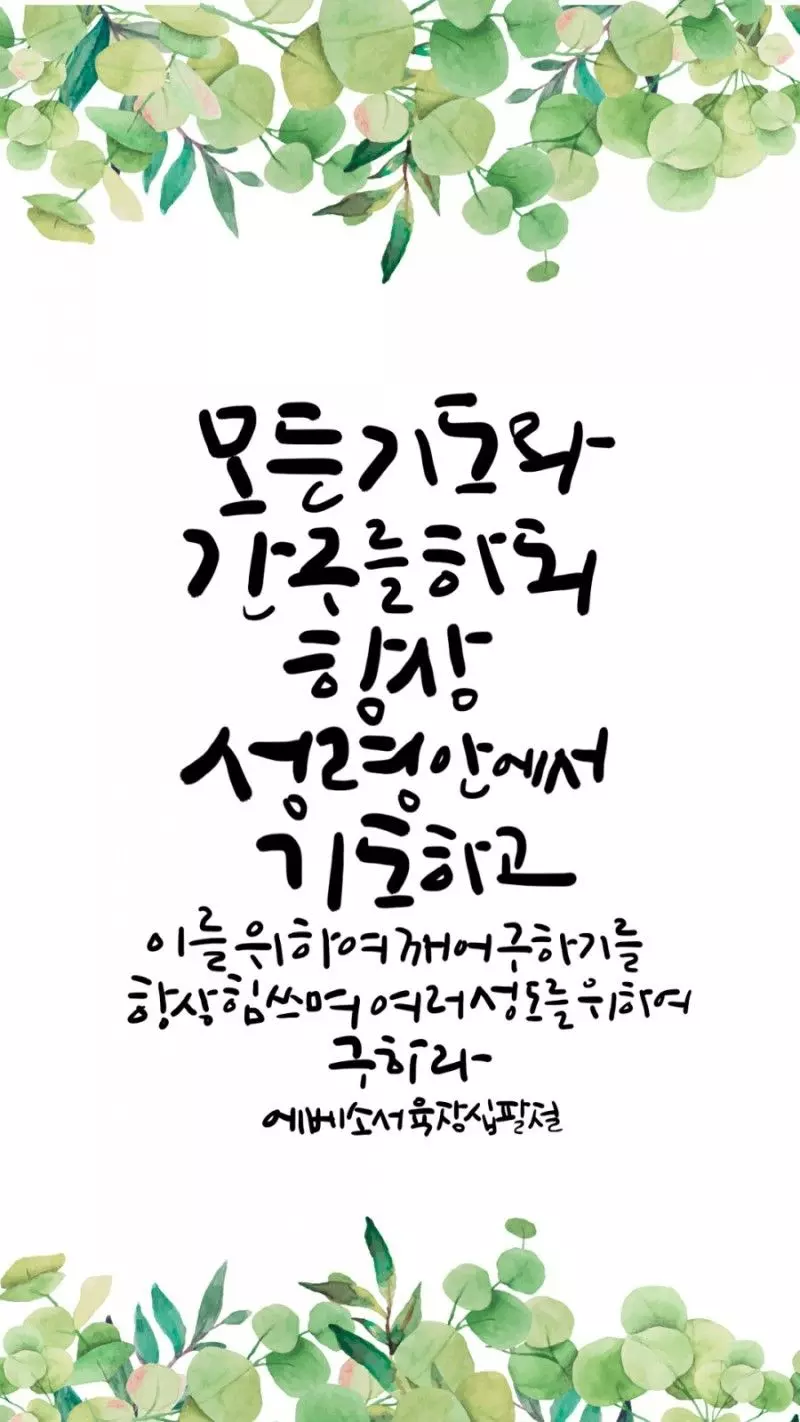 모든 기도와
간구를 하되
항상
성령 안에서
기도하고
이를 위하여 깨어 구하기를
항상 힘쓰며 여러 성도를 위하여
구하라
에베소서 육장 십팔절